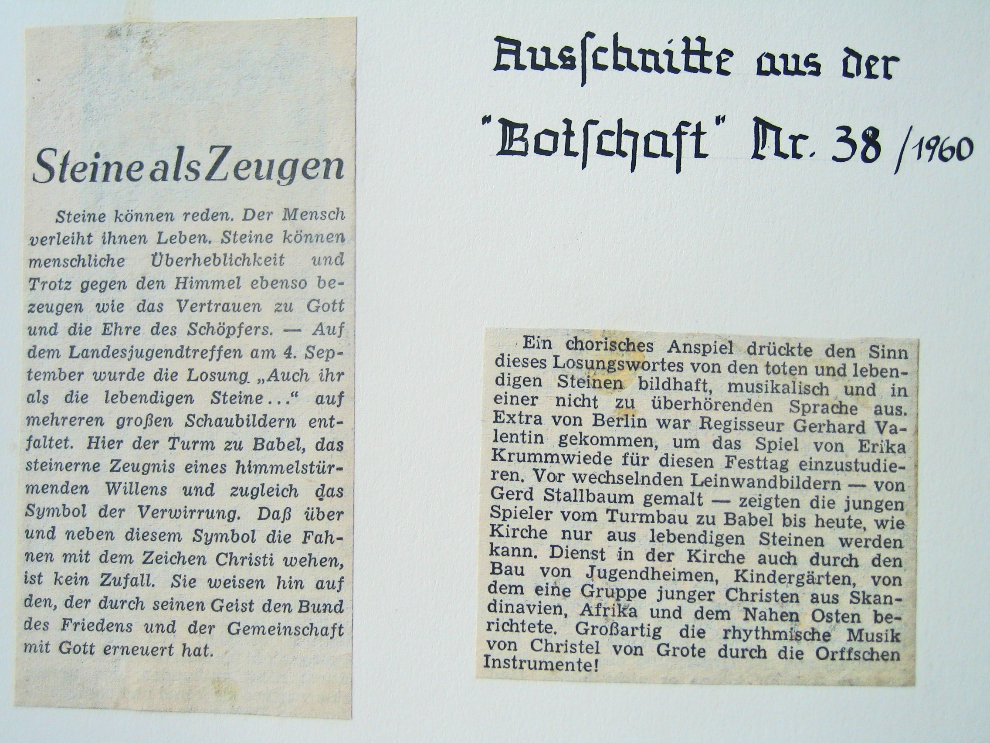 Ausschnitte aus der
"Botschaft" Nr. 38 /1960
Steine als Zeugen
Steine können reden. Der Mensch
verleiht ihnen Leben. Steine können
menschliche Überheblichkeit und
Trotz gegen den Himmel ebenso be-
zeugen wie das Vertrauen zu Gott
und die Ehre des Schöpfers. — Auf
dem Landesjugendtreffen am 4. Sep-
tember wurde die Losung „Auch ihr
als die lebendigen Steine..." auf
mehreren großen Schaubildern ent-
faltet. Hier der Turm zu Babel, das
steinerne Zeugnis eines himmelstür-
menden Willens und zugleich das
Symbol der Verwirrung. Daß über
und neben diesem Symbol die Fah-
nen mit dem Zeichen Christi wehen,
ist kein Zufall. Sie weisen hin auf
den, der durch seinen Geist den Bund
des Friedens und der Gemeinschaft
mit Gott erneuert hat.
Ein chorisches Anspiel drückte den Sinn
dieses Losungswortes von den toten und leben-
digen Steinen bildhaft, musikalisch und in
einer nicht zu überhörenden Sprache aus.
Extra von Berlin war Regisseur Gerhard Va-
lentin gekommen, um das Spiel von Erika
Krummwiede für diesen Festtag einzustudie-
ren. Vor wechselnden Leinwandbildern — von
Gerd Stallbaum gemalt — zeigten die jungen
Spieler vom Turmbau zu Babel bis heute, wie
Kirche nur aus lebendigen Steinen werden
kann. Dienst in der Kirche auch durch den
Bau von Jugendheimen, Kindergärten, von
dem eine Gruppe junger Christen aus Skan-
dinavien, Afrika und dem Nahen Osten be-
richtete. Großartig die rhythmische Musik
von Christel von Grote durch die Orffschen
Instrumente!